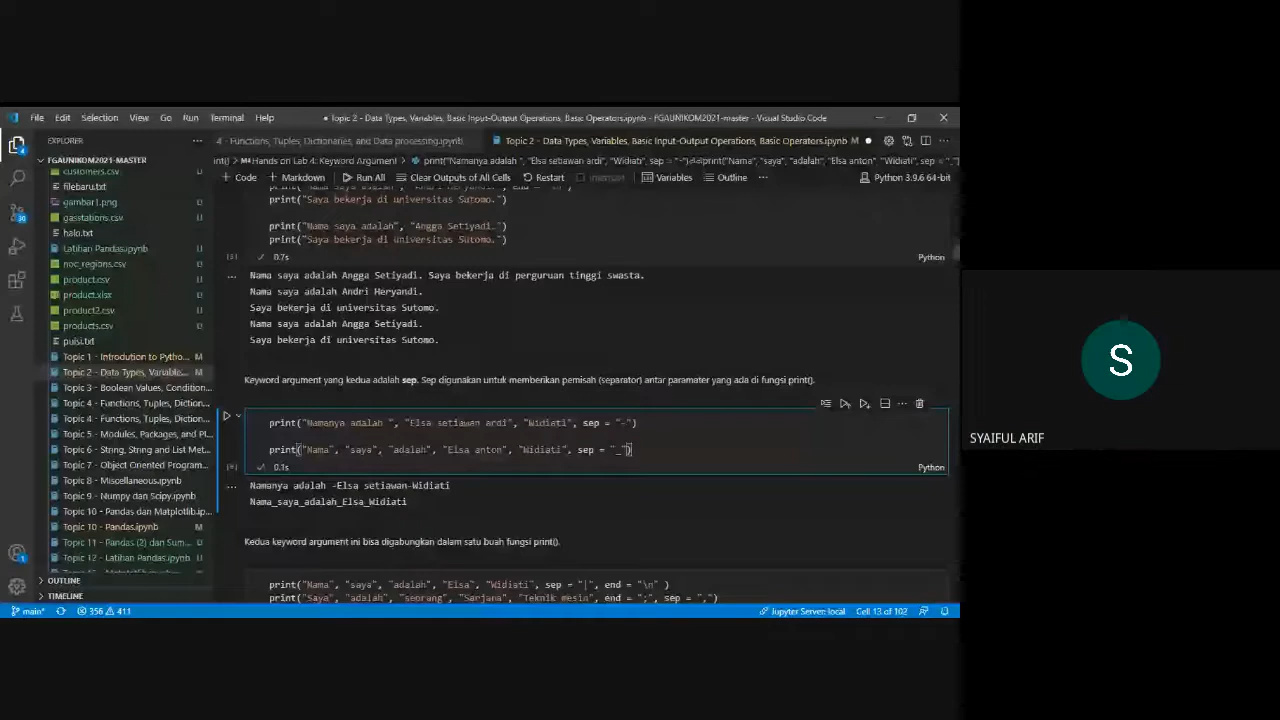 File Edit Selection View Go Run Terminal Help
● Topic 2 - Data Types, Variables, Basic Input-Output Operations, Basic Operators.ipynb - FGAUNIKOM2021-master - Visual Studio Code
EXPLORER
4 - Functions, Tuples, Dictionaries, and Data processing.ipynb
Topic 2 - Data Types, Variables, Basic Input-Output Operations, Basic Operators.ipynb M
FGAUNIKOM2021-MASTER
Hands on Lab 4: Keyword Argument
+ Code + Markdown Run All Clear Outputs of All Cells Restart Interrupt Variables Outline ... Python 3.9.6 64-bit
customers.csv U
filebaru.txt U
gambar1.png U
gasstations.csv U
halo.txt U
Latihan Pandas.ipynb U
noc_regions.csv U
product.csv U
product.xlsx U
product2.csv U
products.csv U
puisi.txt U
Topic 1 - Introdution to Pytho... M
Topic 2 - Data Types, Variable... M
Topic 3 - Boolean Values, Condition...
Topic 4 - Functions, Tuples, Diction...
Topic 4 - Functions, Tuples, Diction...
Topic 5 - Modules, Packages, and Pi...
Topic 6 - String, String and List Met...
Topic 7 - Object Oriented Program...
Topic 8 - Miscellaneous.ipynb
Topic 9 - Numpy dan Scipy.ipynb
Topic 10 - Pandas dan Matplotlib.ip...
Topic 10 - Pandas.ipynb M
Topic 11 - Pandas (2) dan Sum... U
Topic 12 - Latihan Pandas.ipynb U
OUTLINE
TIMELINE
print("Saya bekerja di universitas Sutomo.")
print("Nama saya adalah", "Angga Setiyadi.")
print("Saya bekerja di universitas Sutomo.")
0.7s
Python
Nama saya adalah Angga Setiyadi. Saya bekerja di perguruan tinggi swasta.
Nama saya adalah Andri Heryandi.
Saya bekerja di universitas Sutomo.
Nama saya adalah Angga Setiyadi.
Saya bekerja di universitas Sutomo.
Keyword argument yang kedua adalah sep. Sep digunakan untuk memberikan pemisah (separator) antar paramater yang ada di fungsi print().
print("Namanya adalah ", "Elsa setiawan ardi", "Widiati", sep = "-")
print("Nama", "saya", "adalah", "Elsa anton", "Widiati", sep = "_")
0.1s
Python
Namanya adalah -Elsa setiawan-Widiati
Nama_saya_adalah_Elsa_Widiati
Kedua keyword argument ini bisa digabungkan dalam satu buah fungsi print().
print("Nama", "saya", "adalah", "Elsa", "Widiati", sep = "|", end = "\n" )
print("Saya", "adalah", "seorang", "Sarjana", "Teknik mesin", end = ";", sep = ",")
main* 356 411
Jupyter Server: local Cell 13 of 102
S
SYAIFUL ARIF